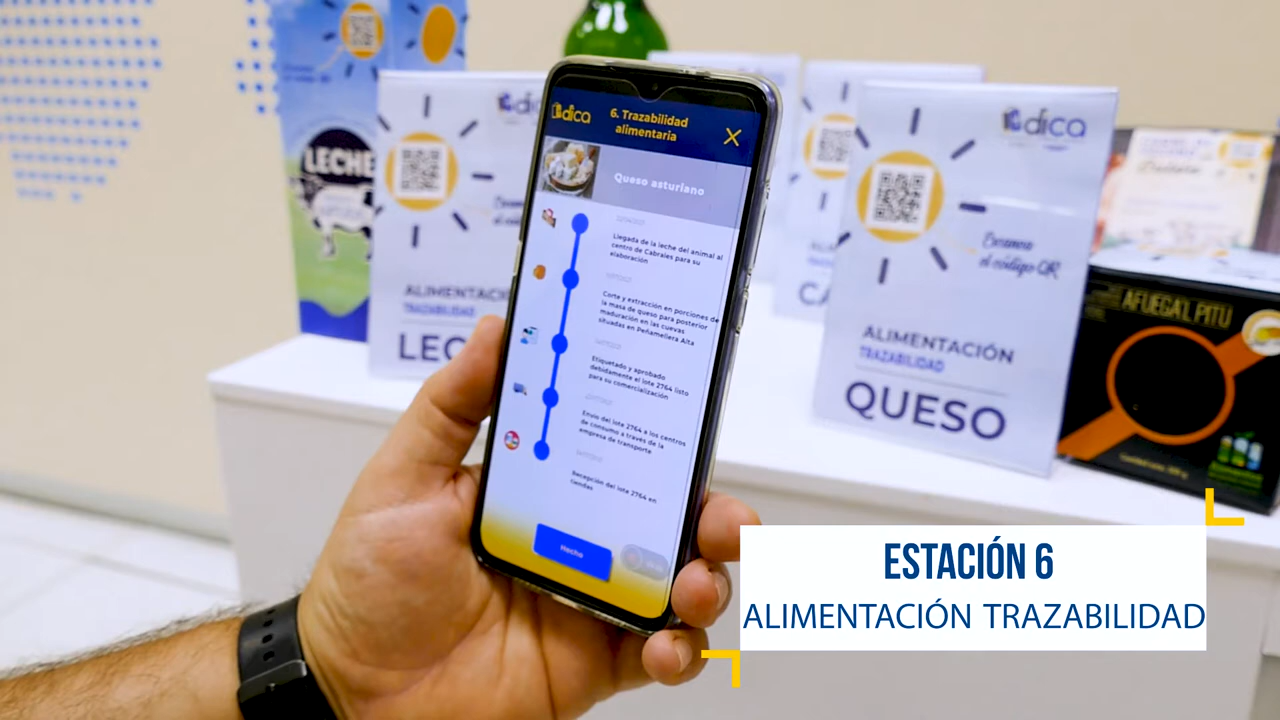 LECHE
dica
ALIMENTACI
TRAZABILIDAD
LEC
dica
6. Trazabilidad
alimentaria
Queso asturiano
Llegada de la leche del animal al
centro de Cabrales para su
elaboración
Corte y extracción en porciones de
la masa de queso para posterior
maduración en las cuevas
situadas en Peñamellera Alta
Etiquetado y aprobado
debidamente el lote 2764 listo
para su comercialización
Envío del lote 2764 a los centros
de consumo a través de la
empresa de transporte
Recepción del lote 2764 en
tiendas
Hecho
CA
dica
Escanea
el código QR
ALIMENTACIÓN
TRAZABILIDAD
QUESO
AFUEGA'L PITU
ESTACIÓN 6
ALIMENTACIÓN TRAZABILIDAD